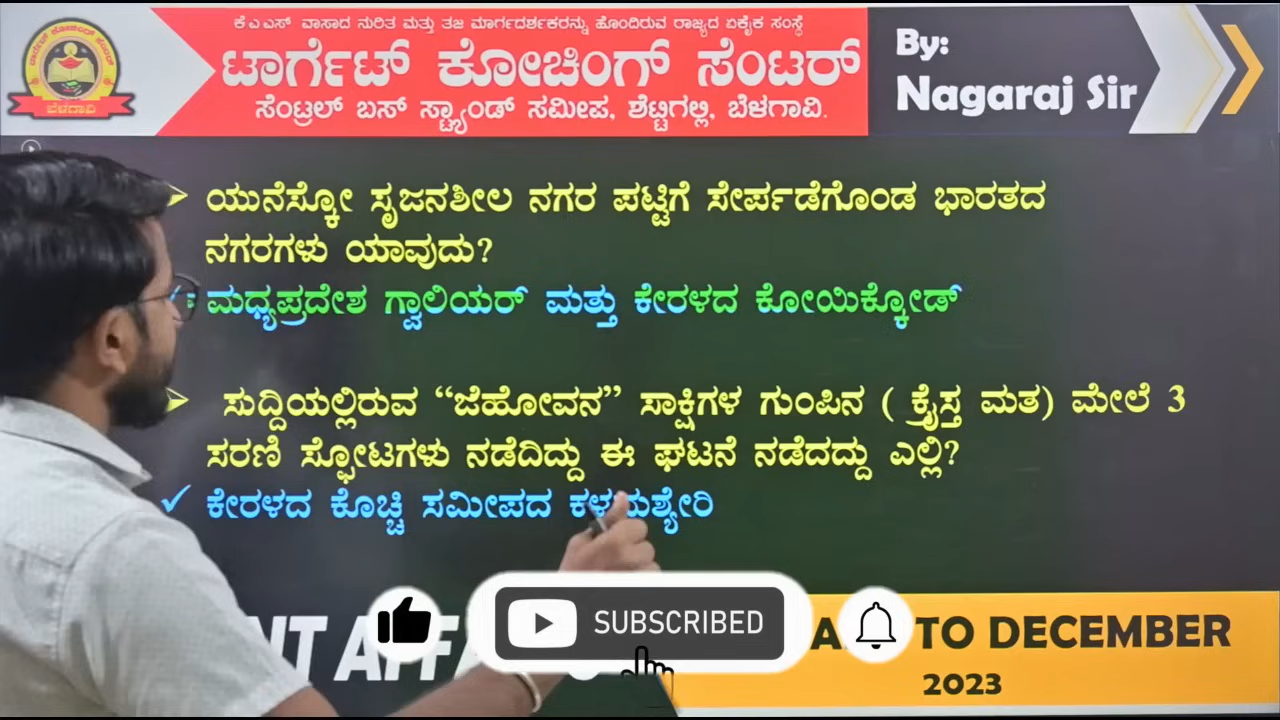 ಕೆ ಎ ಎಸ್ ವಾಸಾದ ನುರಿತ ಮತ್ತು ತಜ್ಞ ಮಾರ್ಗದರ್ಶಕರನ್ನು ಹೊಂದಿರುವ ರಾಜ್ಯದ ಏಕೈಕ ಸಂಸ್ಥೆ
ಟಾರ್ಗೆಟ್ ಕೋಚಿಂಗ್ ಸೆಂಟರ್
ಸೆಂಟ್ರಲ್ ಬಸ್ ಸ್ಟ್ಯಾಂಡ್ ಸಮೀಪ, ಶೆಟ್ಟಿಗಲ್ಲಿ, ಬೆಳಗಾವಿ.
By:
Nagaraj Sir
ಬೆಳಗಾವಿ
ಯುನೆಸ್ಕೋ ಸೃಜನಶೀಲ ನಗರ ಪಟ್ಟಿಗೆ ಸೇರ್ಪಡೆಗೊಂಡ ಭಾರತದ
ನಗರಗಳು ಯಾವುದು?
ಮಧ್ಯಪ್ರದೇಶ ಗ್ವಾಲಿಯರ್ ಮತ್ತು ಕೇರಳದ ಕೋಯಿಕ್ಕೋಡ್
ಸುದ್ದಿಯಲ್ಲಿರುವ “ಜೆಹೋವನ” ಸಾಕ್ಷಿಗಳ ಗುಂಪಿನ ( ಕ್ರೈಸ್ತ ಮತ) ಮೇಲೆ 3
ಸರಣಿ ಸ್ಫೋಟಗಳು ನಡೆದಿದ್ದು ಈ ಘಟನೆ ನಡೆದದ್ದು ಎಲ್ಲಿ?
ಕೇರಳದ ಕೊಚ್ಚಿ ಸಮೀಪದ ಕಳಮಶ್ಯೇರಿ
SUBSCRIBED
TO DECEMBER
2023